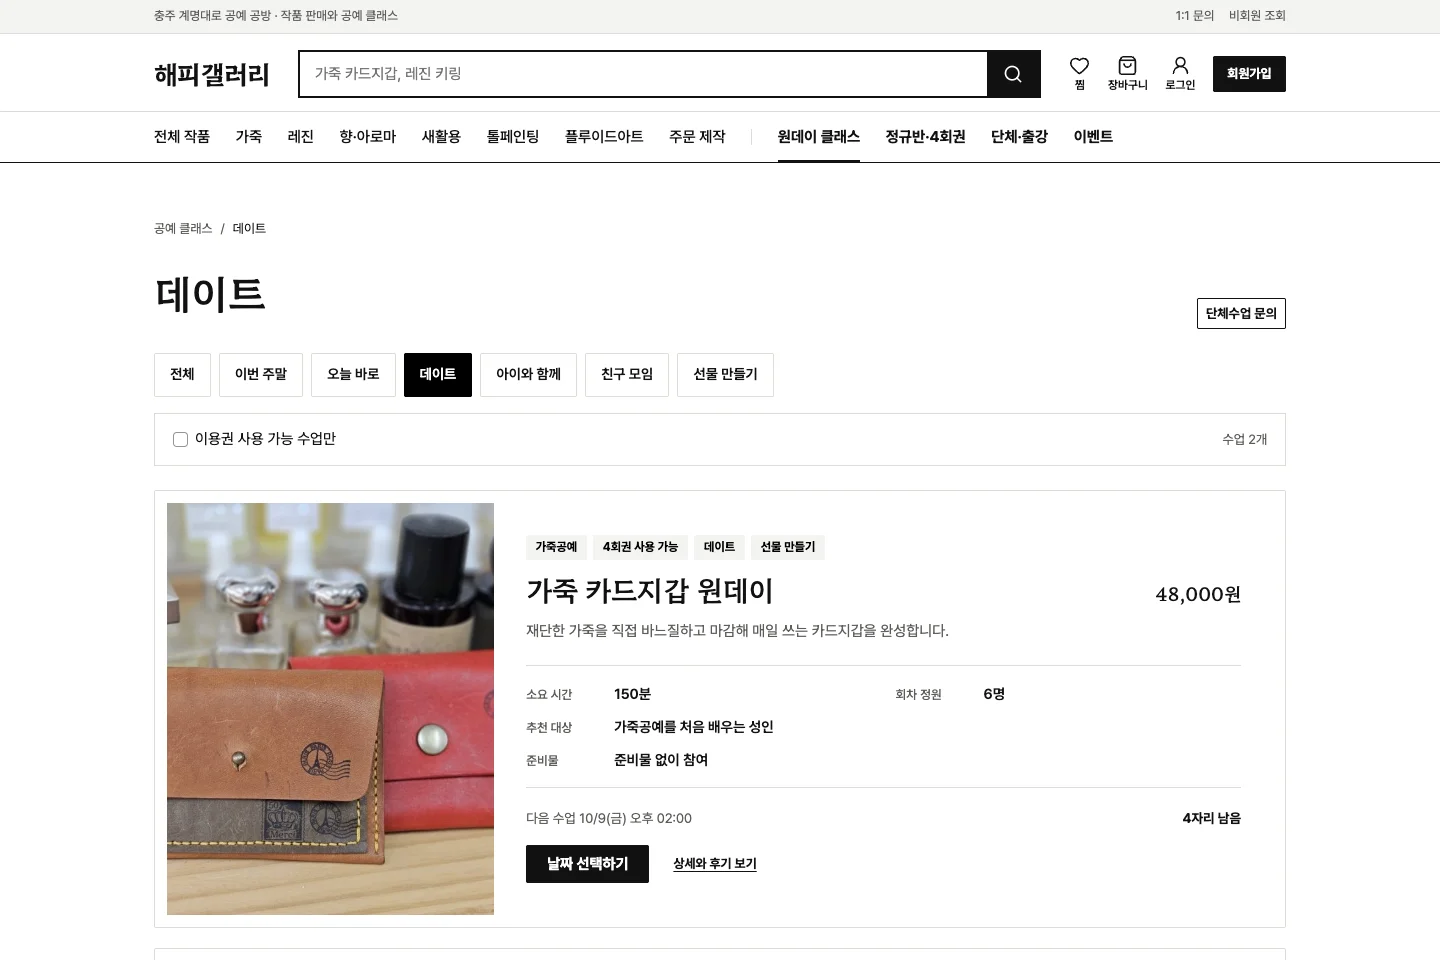 충주 계명대로 공예 공방 · 작품 판매와 공예 클래스
1:1 문의 비회원 조회
해피갤러리
가죽 카드지갑, 레진 키링
찜 장바구니 로그인 회원가입
전체 작품 가죽 레진 향·아로마 새활용 톨페인팅 플루이드아트 주문 제작 원데이 클래스 정규반·4회권 단체·출강 이벤트
공예 클래스 / 데이트
데이트
단체수업 문의
전체 이번 주말 오늘 바로 데이트 아이와 함께 친구 모임 선물 만들기
이용권 사용 가능 수업만
수업 2개
가죽공예 4회권 사용 가능 데이트 선물 만들기
가죽 카드지갑 원데이
48,000원
재단한 가죽을 직접 바느질하고 마감해 매일 쓰는 카드지갑을 완성합니다.
소요 시간 150분 회차 정원 6명
추천 대상 가죽공예를 처음 배우는 성인
준비물 준비물 없이 참여
다음 수업 10/9(금) 오후 02:00
4자리 남음
날짜 선택하기 상세와 후기 보기